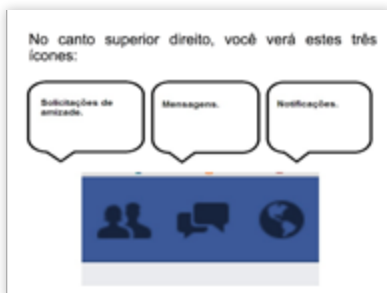 No canto superior direito, você verá estes três
ícones:
Solicitações de
amizade.
Mensagens.
Notificações.